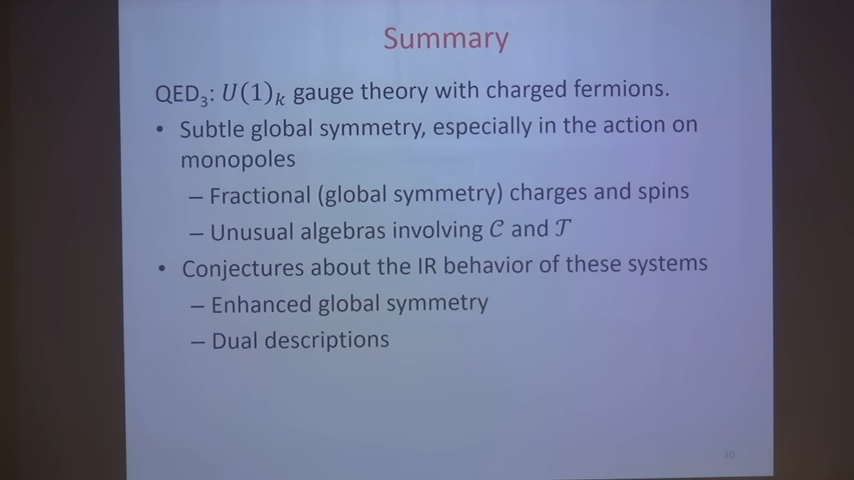 Summary
QED₃: U(1)ₖ gauge theory with charged fermions.
• Subtle global symmetry, especially in the action on
monopoles
– Fractional (global symmetry) charges and spins
– Unusual algebras involving 𝒞 and 𝒯
• Conjectures about the IR behavior of these systems
– Enhanced global symmetry
– Dual descriptions